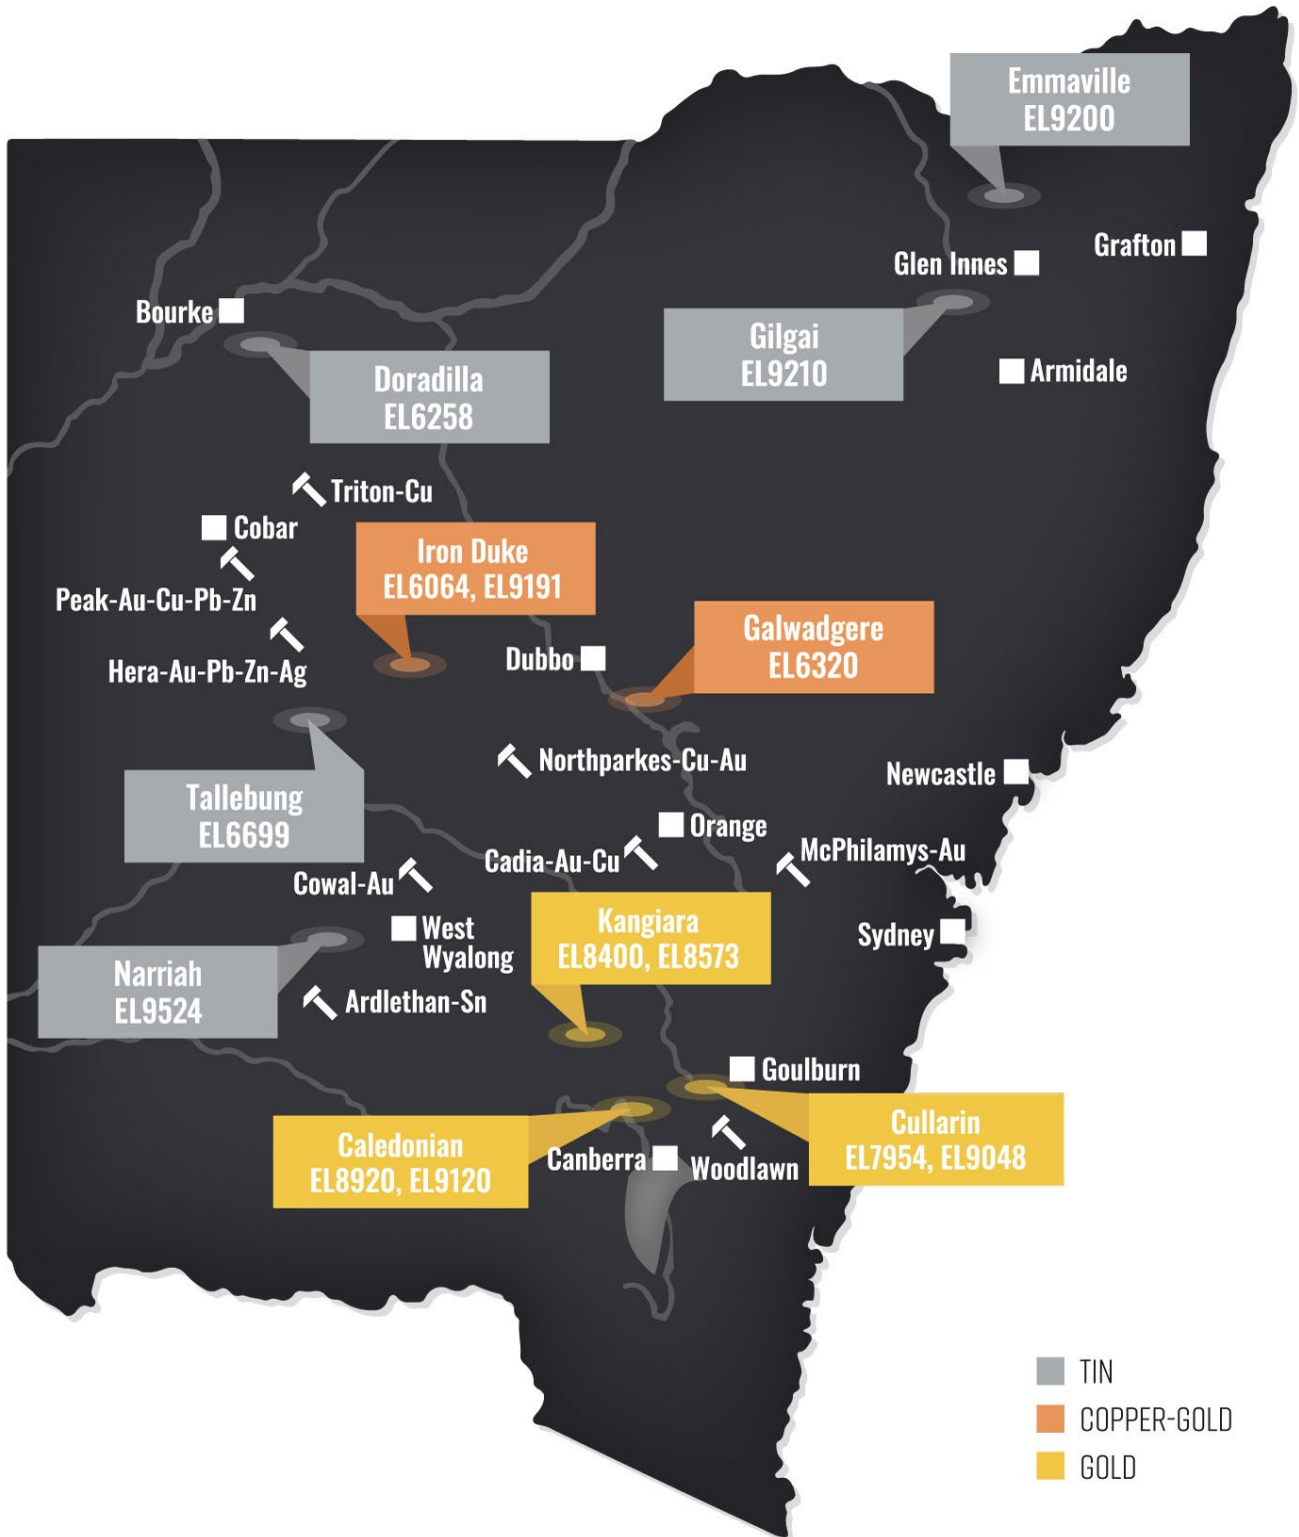 Emmaville
EL9200
Grafton
Glen Innes
Bourke
Gilgai
EL9210
Doradilla
EL6258
Armidale
Triton-Cu
Cobar
Iron Duke
EL6064, EL9191
Peak-Au-Cu-Pb-Zn
Galwadgere
EL6320
Dubbo
Hera-Au-Pb-Zn-Ag
Northparkes-Cu-Au
Newcastle
Tallebung
EL6699
Orange
McPhilamys-Au
Cadia-Au-Cu
Cowal-Au
Kangiara
EL8400, EL8573
West
Wyalong
Sydney
Narriah
EL9524
Ardlethan-Sn
Goulburn
Cullarin
EL7954, EL9048
Caledonian
EL8920, EL9120
Canberra
Woodlawn
TIN
COPPER-GOLD
GOLD